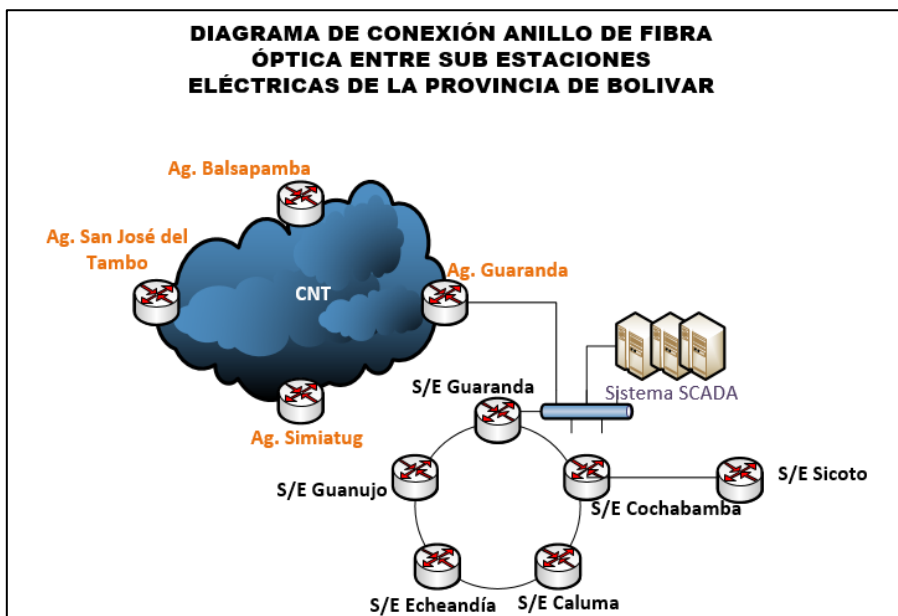 DIAGRAMA DE CONEXIÓN ANILLO DE FIBRA
ÓPTICA ENTRE SUB ESTACIONES
ELÉCTRICAS DE LA PROVINCIA DE BOLIVAR
Ag. Balsapamba
Ag. San José del
Tambo
Ag. Guaranda
CNT
S/E Guaranda
Sistema SCADA
Ag. Simiatug
S/E Guanujo
S/E Sicoto
S/E Cochabamba
S/E Echeandía
S/E Caluma